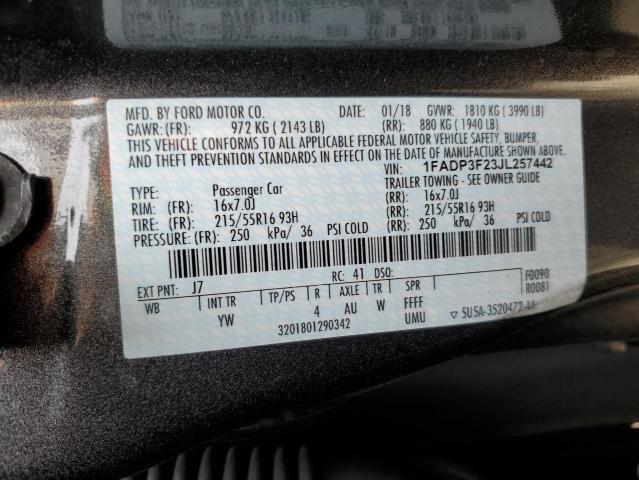 MFD. BY FORD MOTOR CO. DATE: 01/18 GVWR: 1810 KG ( 3990 LB)
GAWR: (FR): 972 KG ( 2143 LB) (RR): 880 KG ( 1940 LB)
THIS VEHICLE CONFORMS TO ALL APPLICABLE FEDERAL MOTOR VEHICLE SAFETY, BUMPER,
AND THEFT PREVENTION STANDARDS IN EFFECT ON THE DATE OF MANUFACTURE SHOWN ABOVE.
VIN: 1FADP3F23JL257442
TYPE: Passenger Car TRAILER TOWING - SEE OWNER GUIDE
RIM: (FR): 16x7.0J (RR): 16x7.0J
TIRE: (FR): 215/55R16 93H (RR): 215/55R16 93H
PRESSURE: (FR): 250 kPa/ 36 PSI COLD (RR): 250 kPa/ 36 PSI COLD
EXT PNT: J7 RC: 41 DSO: F0090
R0081
WB INT TR TP/PS R AXLE TR SPR
YW 4 AU W FFFF
UMU
3201801290342
▽ 5U5A-3520472-AA